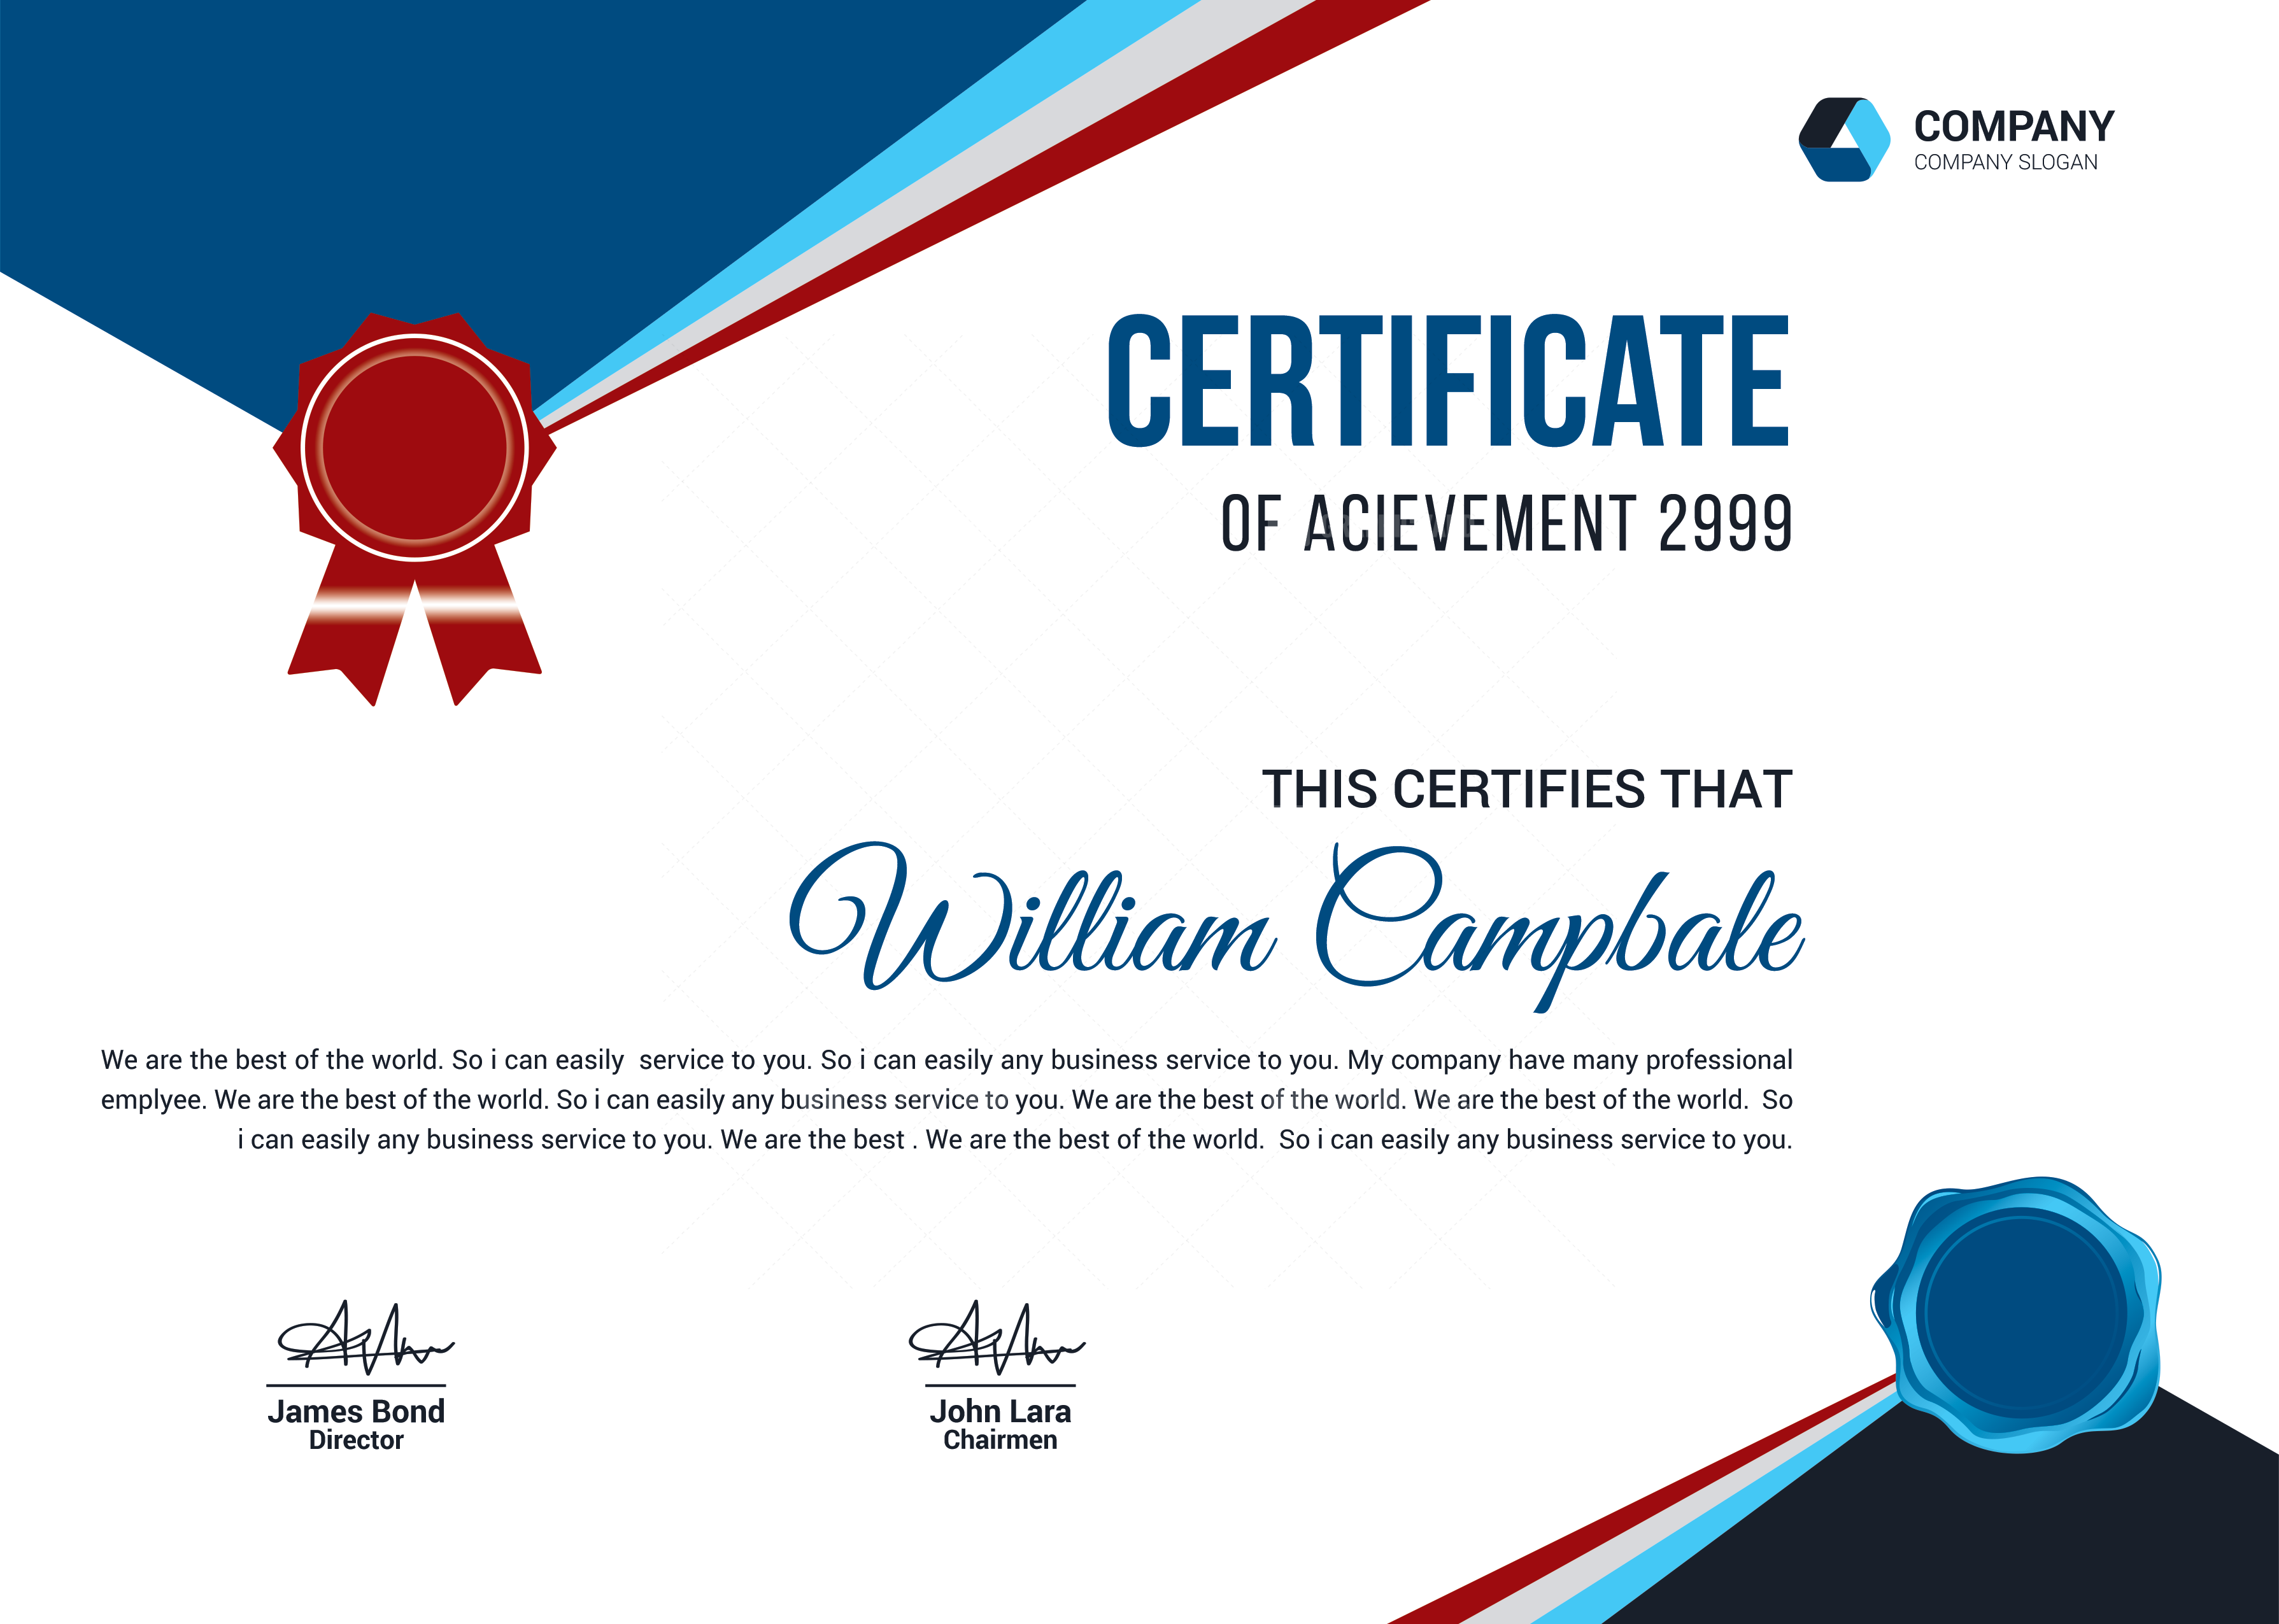 COMPANY
COMPANY SLOGAN
CERTIFICATE
OF ACIEVEMENT 2999
THIS CERTIFIES THAT
William Campbale
We are the best of the world. So i can easily  service to you. So i can easily any business service to you. My company have many professional
emplyee. We are the best of the world. So i can easily any business service to you. We are the best of the world. We are the best of the world.  So
i can easily any business service to you. We are the best . We are the best of the world.  So i can easily any business service to you.
James Bond
Director
John Lara
Chairmen